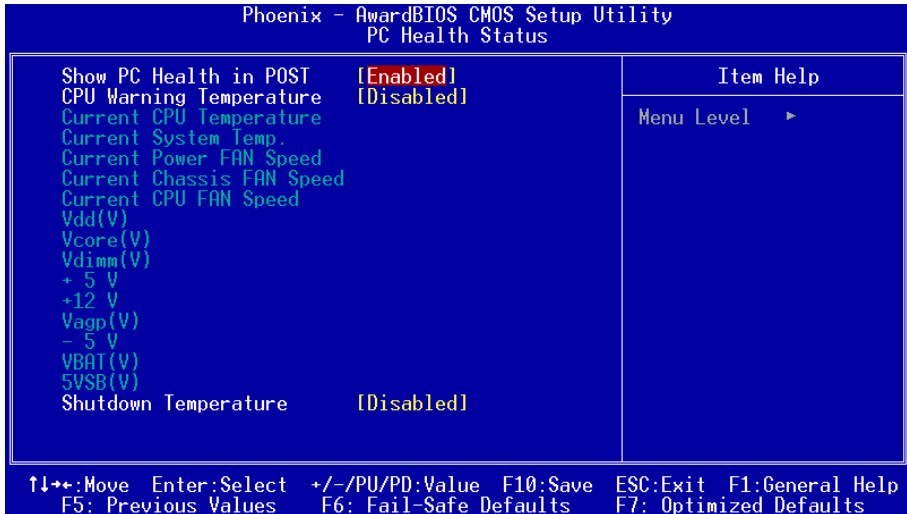 Phoenix - AwardBIOS CMOS Setup Utility
PC Health Status
Show PC Health in POST [Enabled]
CPU Warning Temperature [Disabled]
Current CPU Temperature
Current System Temp.
Current Power FAN Speed
Current Chassis FAN Speed
Current CPU FAN Speed
Vdd(V)
Vcore(V)
Vdimm(V)
+ 5 V
+12 V
Vagp(V)
- 5 V
VBAT(V)
5VSB(V)
Shutdown Temperature [Disabled]
Item Help
Menu Level ►
↑↓→←:Move Enter:Select +/-/PU/PD:Value F10:Save ESC:Exit F1:General Help
F5: Previous Values F6: Fail-Safe Defaults F7: Optimized Defaults